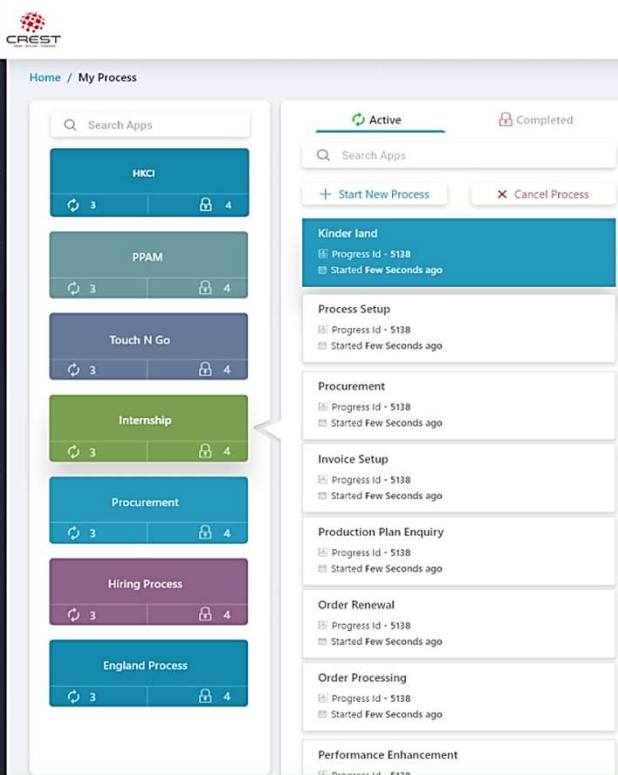 CREST
Home / My Process
Search Apps
HKCI
3 4
PPAM
3 4
Touch N Go
3 4
Internship
3 4
Procurement
3 4
Hiring Process
3 4
England Process
3 4
Active Completed
Search Apps
+ Start New Process × Cancel Process
Kinder land
Progress Id - 5138
Started Few Seconds ago
Process Setup
Progress Id - 5138
Started Few Seconds ago
Procurement
Progress Id - 5138
Started Few Seconds ago
Invoice Setup
Progress Id - 5138
Started Few Seconds ago
Production Plan Enquiry
Progress Id - 5138
Started Few Seconds ago
Order Renewal
Progress Id - 5138
Started Few Seconds ago
Order Processing
Progress Id - 5138
Started Few Seconds ago
Performance Enhancement
Progress Id - 5138